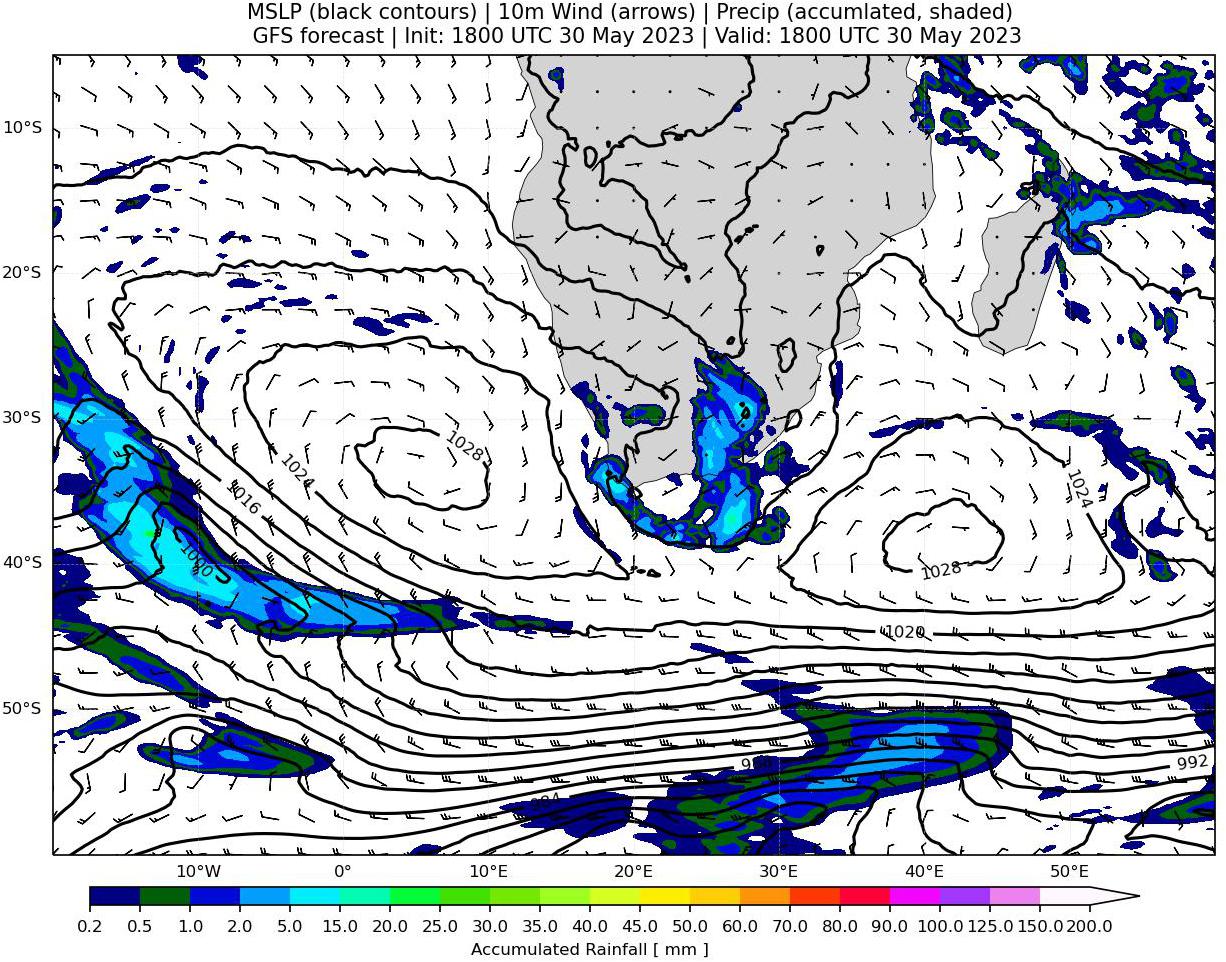 MSLP (black contours) | 10m Wind (arrows) | Precip (accumlated, shaded)
GFS forecast | Init: 1800 UTC 30 May 2023 | Valid: 1800 UTC 30 May 2023
10°S
20°S
30°S
1028
1024
1024
1016
1000
40°S
1028
1020
50°S
992
984
10°W 0° 10°E 20°E 30°E 40°E 50°E
0.2 0.5 1.0 2.0 5.0 10.0 15.0 20.0 25.0 30.0 35.0 40.0 45.0 50.0 60.0 70.0 80.0 90.0 100.0 125.0 150.0 200.0
Accumulated Rainfall [ mm ]